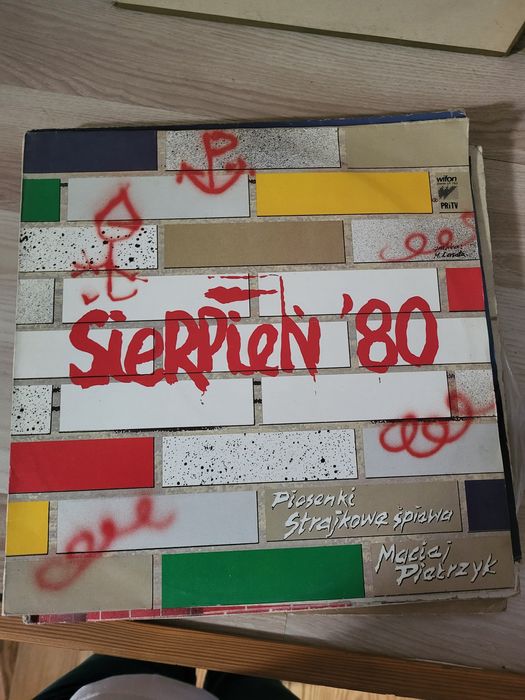 wifon
PRiTV
SieRPieŃ '80
Piosenki
Strajkowe śpiewa
Maciej
Pietrzyk